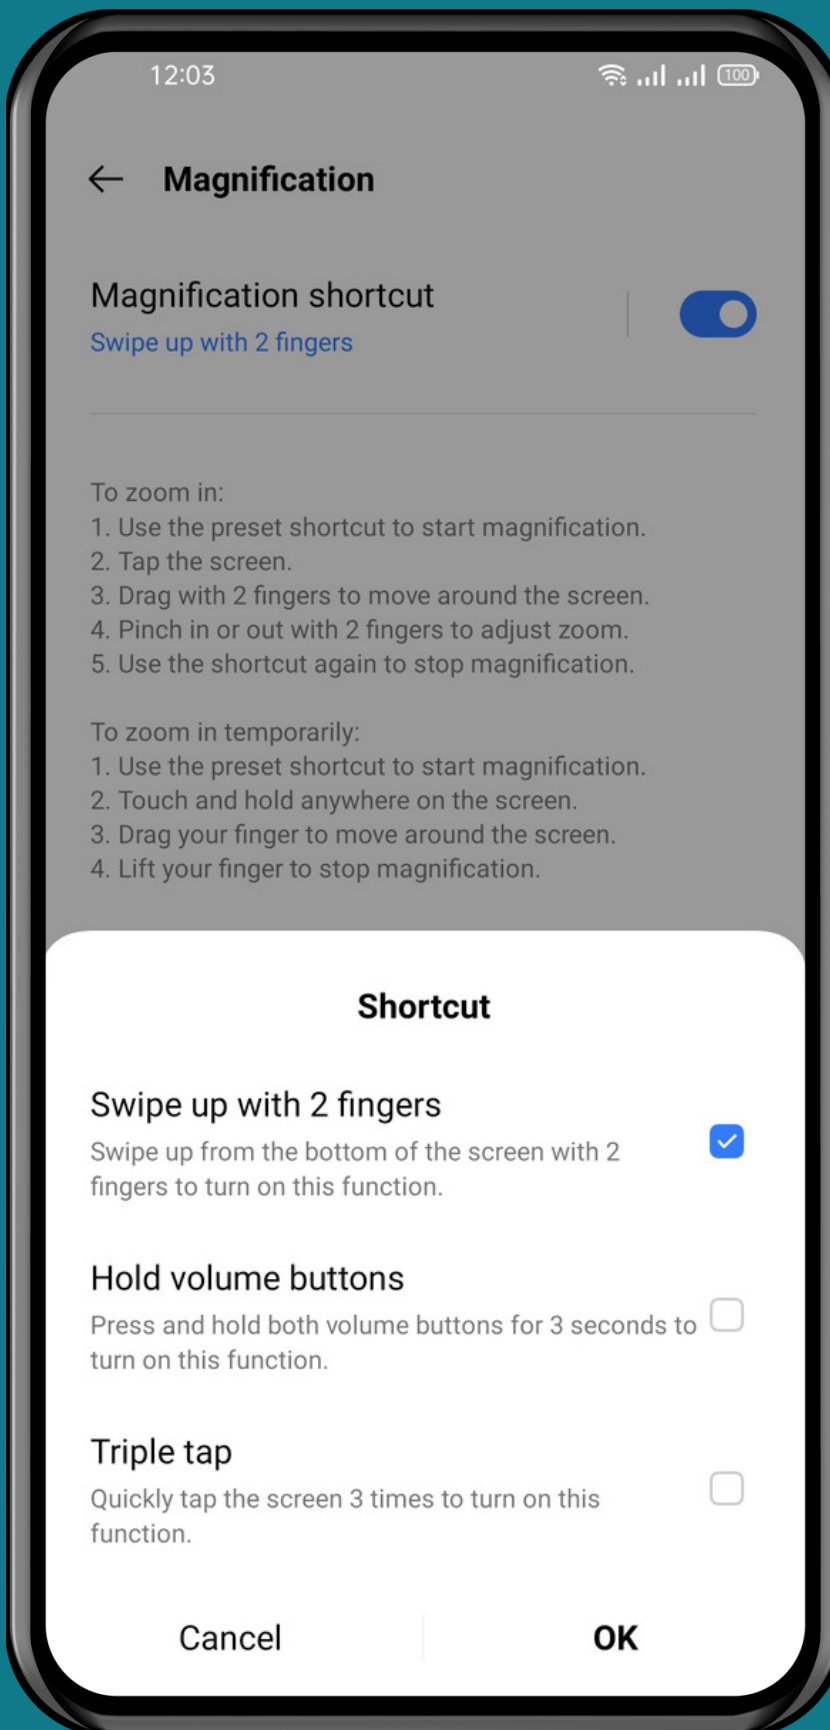 12:03
100
Magnification
Magnification shortcut
Swipe up with 2 fingers
To zoom in:
1. Use the preset shortcut to start magnification.
2. Tap the screen.
3. Drag with 2 fingers to move around the screen.
4. Pinch in or out with 2 fingers to adjust zoom.
5. Use the shortcut again to stop magnification.
To zoom in temporarily:
1. Use the preset shortcut to start magnification.
2. Touch and hold anywhere on the screen.
3. Drag your finger to move around the screen.
4. Lift your finger to stop magnification.
Shortcut
Swipe up with 2 fingers
Swipe up from the bottom of the screen with 2
fingers to turn on this function.
Hold volume buttons
Press and hold both volume buttons for 3 seconds to
turn on this function.
Triple tap
Quickly tap the screen 3 times to turn on this
function.
Cancel
OK